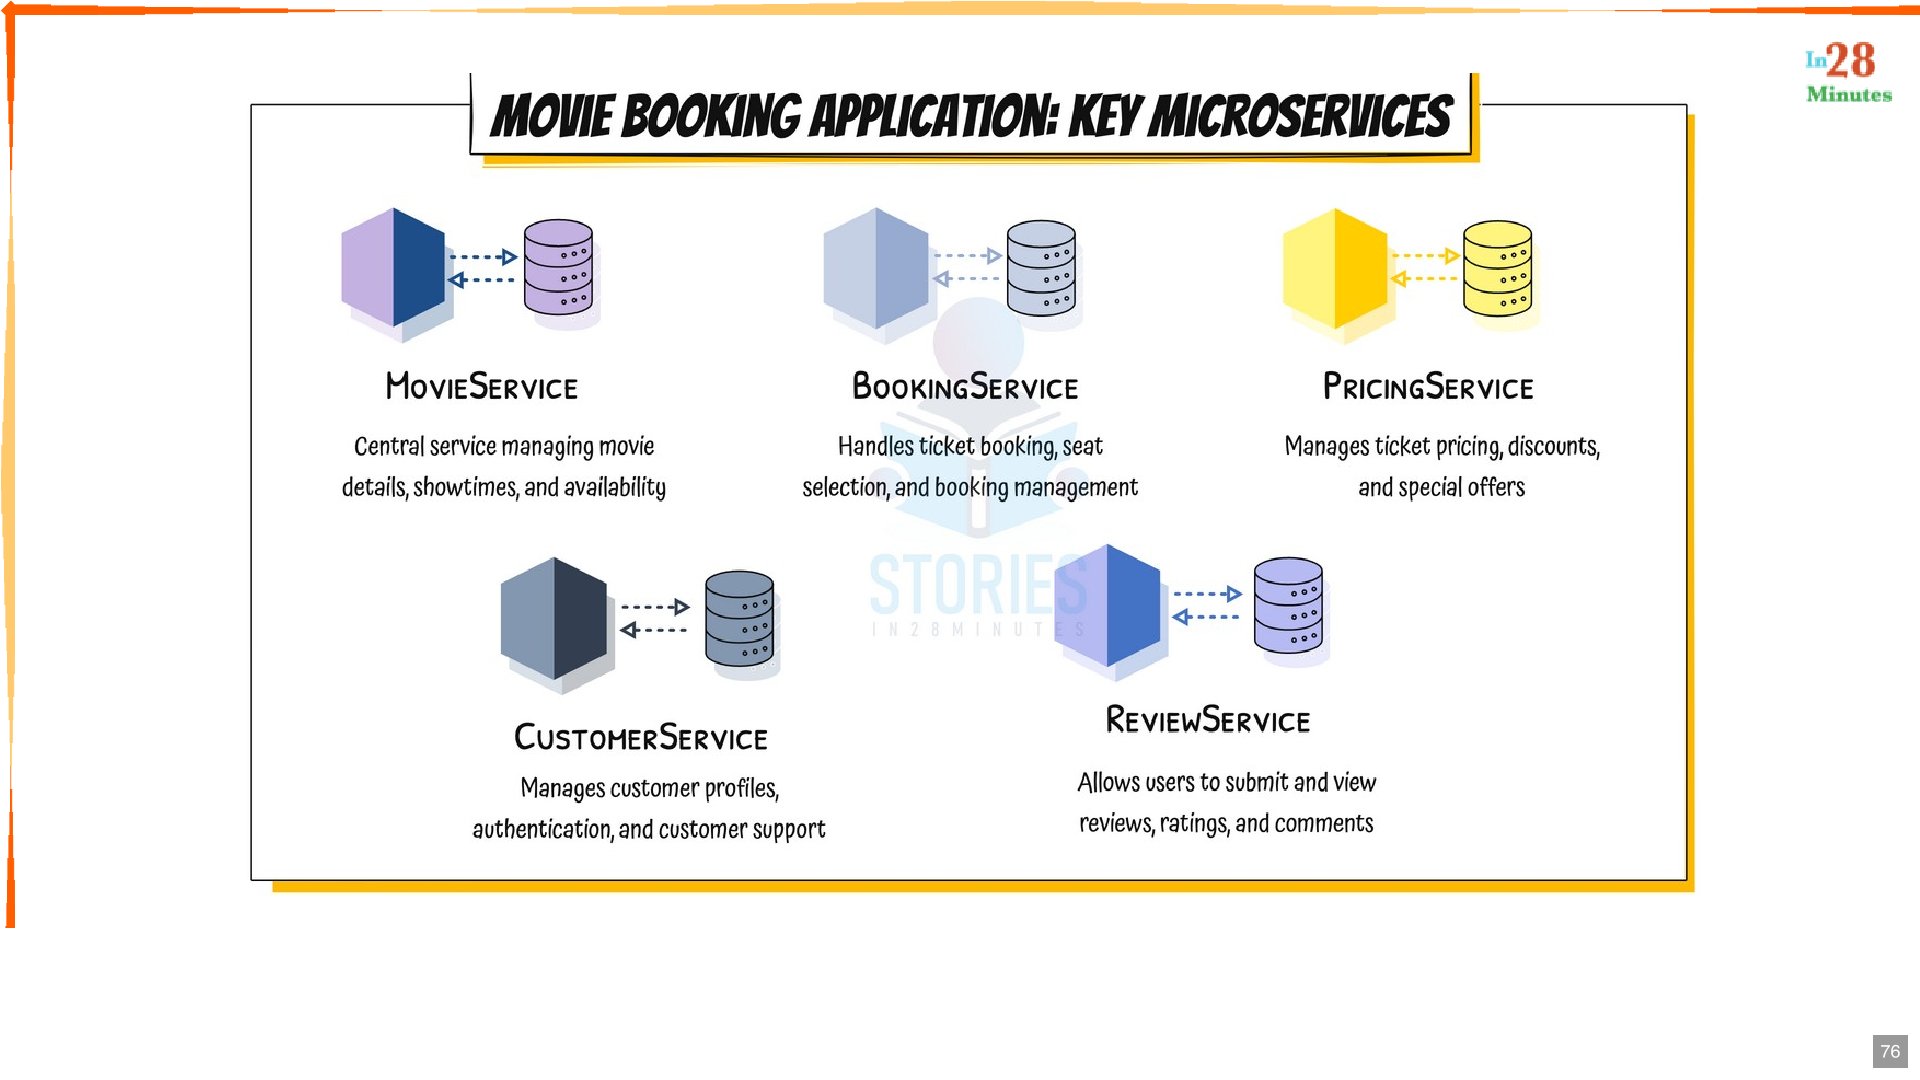 In28
Minutes
MOVIE BOOKING APPLICATION: KEY MICROSERVICES
MOVIESERVICE
Central service managing movie
details, showtimes, and availability
BOOKINGSERVICE
Handles ticket booking, seat
selection, and booking management
PRICINGSERVICE
Manages ticket pricing, discounts,
and special offers
STORIES
IN28MINUTES
CUSTOMERSERVICE
Manages customer profiles,
authentication, and customer support
REVIEWSERVICE
Allows users to submit and view
reviews, ratings, and comments
76